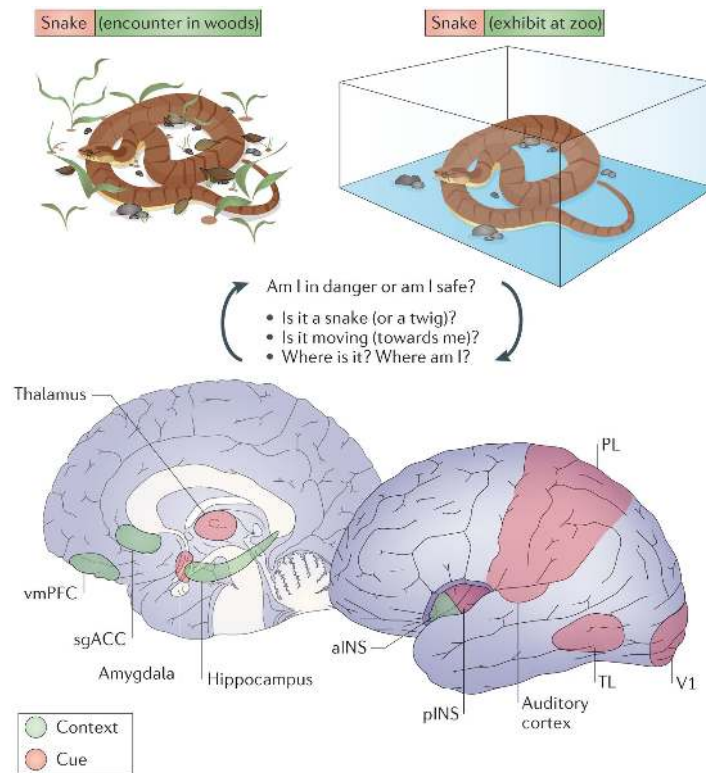 Snake (encounter in woods)
Snake (exhibit at zoo)
Am I in danger or am I safe?
• Is it a snake (or a twig)?
• Is it moving (towards me)?
• Where is it? Where am I?
Thalamus
PL
vmPFC
sgACC
Amygdala
Hippocampus
aINS
pINS
Auditory
cortex
TL
V1
Context
Cue